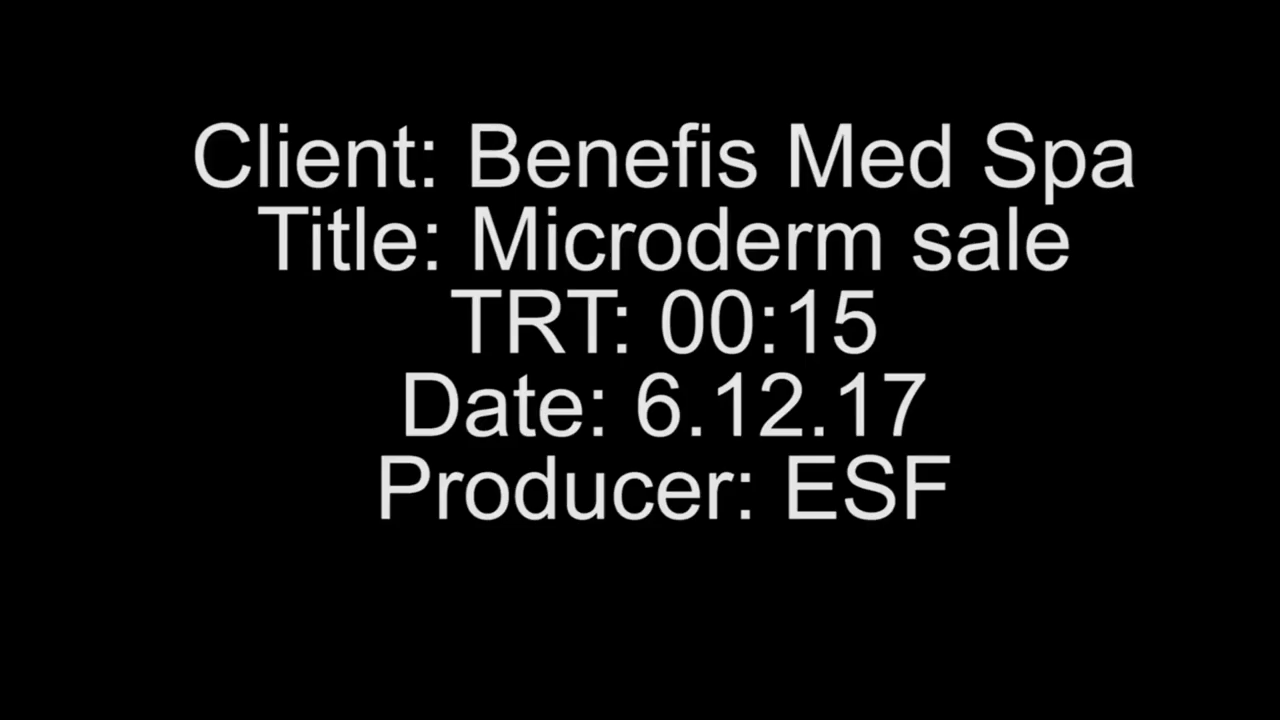 Client: Benefis Med Spa
Title: Microderm sale
TRT: 00:15
Date: 6.12.17
Producer: ESF